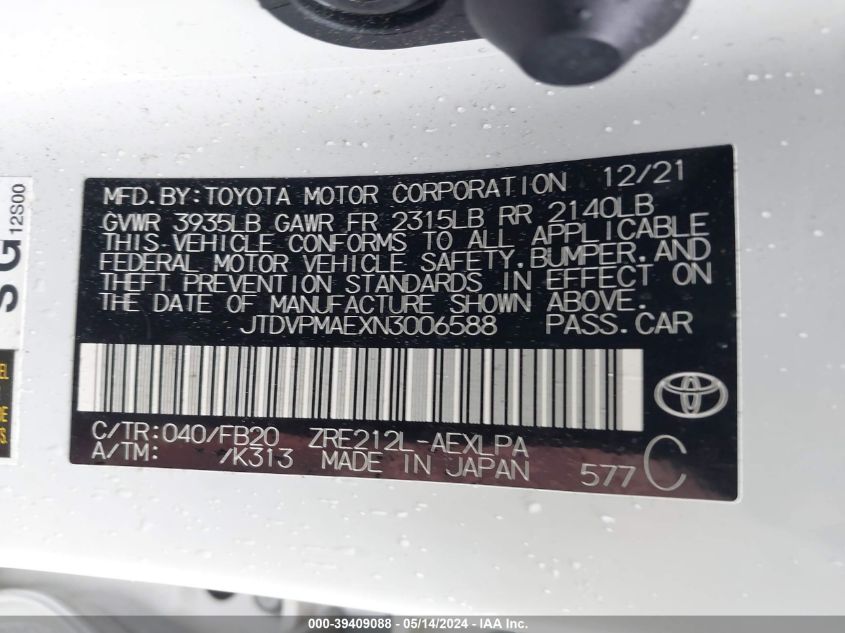 MFD.BY:TOYOTA MOTOR CORPORATION 12/21
GVWR 3935LB GAWR FR 2315LB RR 2140LB
THIS VEHICLE CONFORMS TO ALL APPLICABLE
FEDERAL MOTOR VEHICLE SAFETY,BUMPER,AND
THEFT PREVENTION STANDARDS IN EFFECT ON
THE DATE OF MANUFACTURE SHOWN ABOVE.
JTDVPMAEXN3006588 PASS.CAR
C/TR:040/FB20 ZRE212L-AEXLPA
A/TM: /K313 MADE IN JAPAN 577 C
SG
12S00
000-39409088 - 05/14/2024 - IAA Inc.